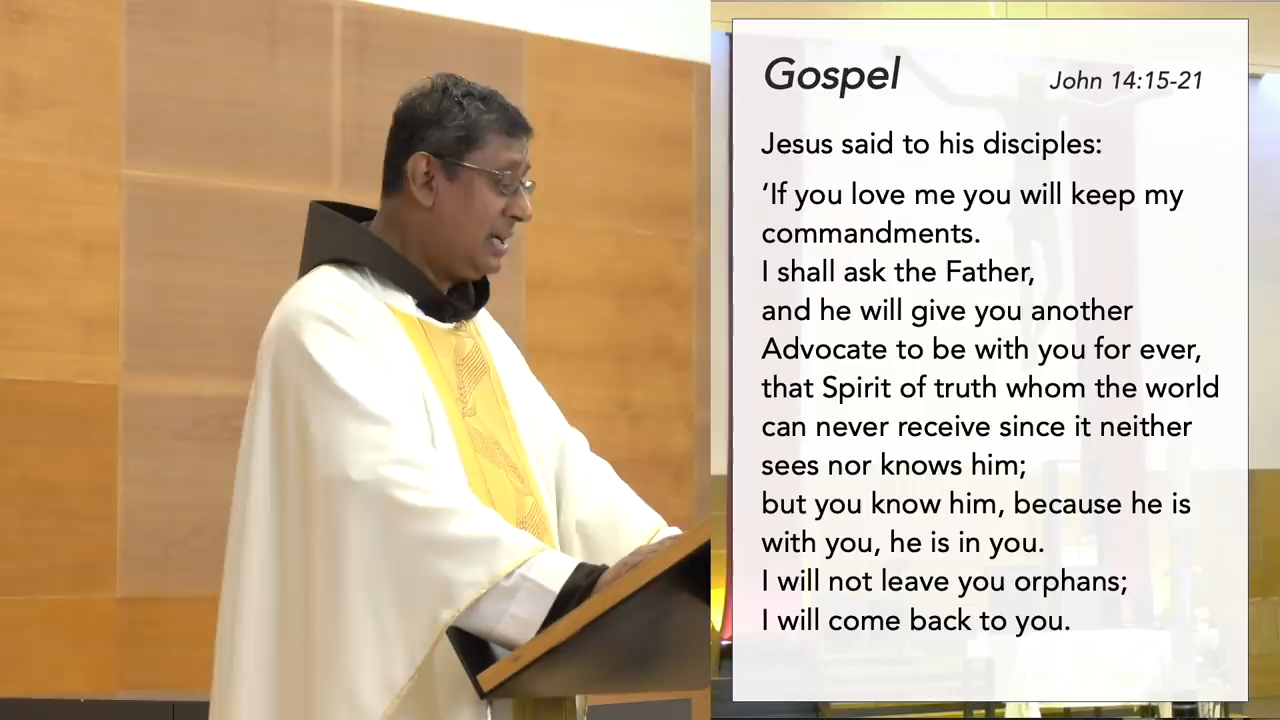 Gospel John 14:15-21
Jesus said to his disciples:
‘If you love me you will keep my
commandments.
I shall ask the Father,
and he will give you another
Advocate to be with you for ever,
that Spirit of truth whom the world
can never receive since it neither
sees nor knows him;
but you know him, because he is
with you, he is in you.
I will not leave you orphans;
I will come back to you.